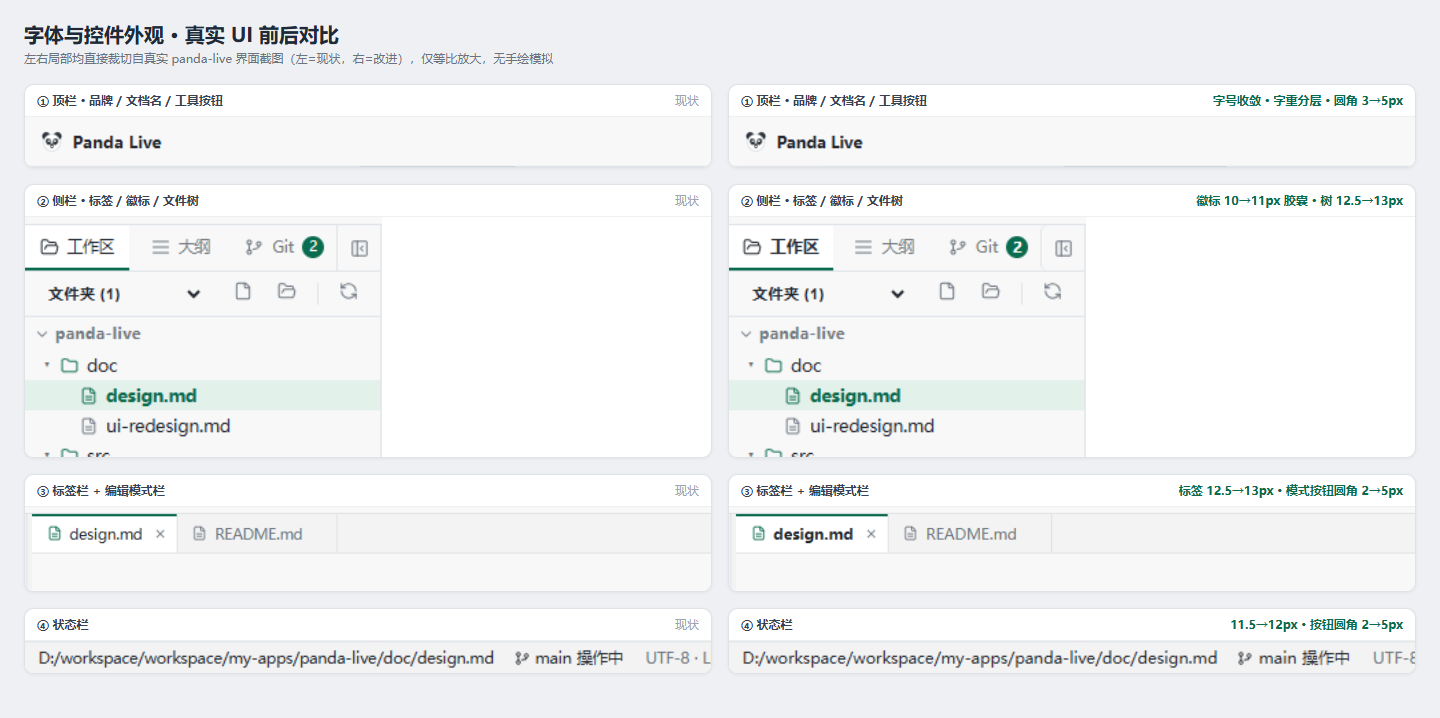 字体与控件外观 • 真实 UI 前后对比
左右局部均直接裁切自真实 panda-live 界面截图（左=现状，右=改进），仅等比放大，无手绘模拟
① 顶栏 • 品牌 / 文档名 / 工具按钮
现状
Panda Live
① 顶栏 • 品牌 / 文档名 / 工具按钮
字号收敛 • 字重分层 • 圆角 3→5px
Panda Live
② 侧栏 • 标签 / 徽标 / 文件树
现状
工作区 大纲 Git 2
文件夹 (1)
panda-live
doc
design.md
ui-redesign.md
src
② 侧栏 • 标签 / 徽标 / 文件树
徽标 10→11px 胶囊 • 树 12.5→13px
工作区 大纲 Git 2
文件夹 (1)
panda-live
doc
design.md
ui-redesign.md
src
③ 标签栏 + 编辑模式栏
现状
design.md × README.md
③ 标签栏 + 编辑模式栏
标签 12.5→13px • 模式按钮圆角 2→5px
design.md × README.md
④ 状态栏
现状
D:/workspace/workspace/my-apps/panda-live/doc/design.md main 操作中 UTF-8 · L
④ 状态栏
11.5→12px • 按钮圆角 2→5px
D:/workspace/workspace/my-apps/panda-live/doc/design.md main 操作中 UTF-8